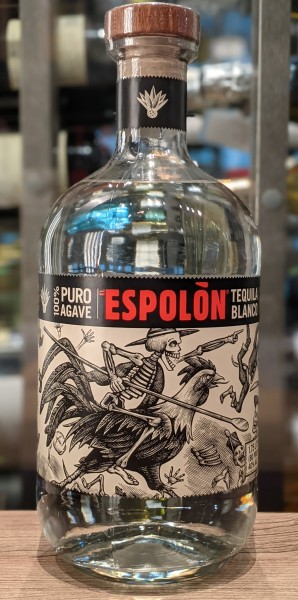 100% PURO AGAVE
ESPOLÒN
TEQUILA BLANCO